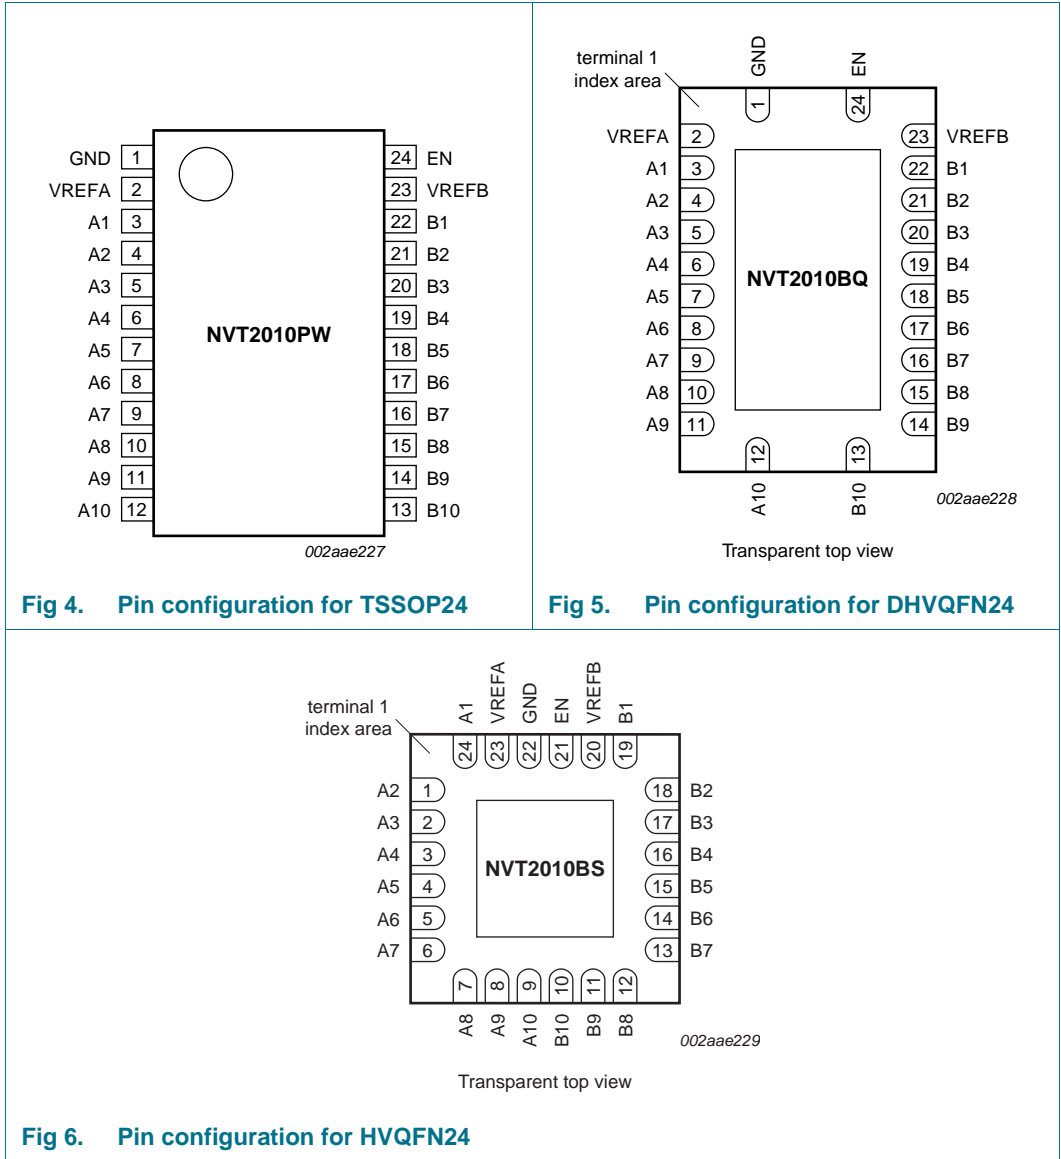 GND 1
VREFA 2
A1 3
A2 4
A3 5
A4 6
A5 7
A6 8
A7 9
A8 10
A9 11
A10 12
NVT2010PW
24 EN
23 VREFB
22 B1
21 B2
20 B3
19 B4
18 B5
17 B6
16 B7
15 B8
14 B9
13 B10
002aae227
Fig 4. Pin configuration for TSSOP24
terminal 1
index area
GND
1
EN
24
VREFA 2
A1 3
A2 4
A3 5
A4 6
A5 7
A6 8
A7 9
A8 10
A9 11
NVT2010BQ
23 VREFB
22 B1
21 B2
20 B3
19 B4
18 B5
17 B6
16 B7
15 B8
14 B9
12
A10
13
B10
002aae228
Transparent top view
Fig 5. Pin configuration for DHVQFN24
terminal 1
index area
A1
VREFA
GND
EN
VREFB
B1
24
23
22
21
20
19
A2 1
A3 2
A4 3
A5 4
A6 5
A7 6
NVT2010BS
18 B2
17 B3
16 B4
15 B5
14 B6
13 B7
7
8
9
10
11
12
A8
A9
A10
B10
B9
B8
002aae229
Transparent top view
Fig 6. Pin configuration for HVQFN24